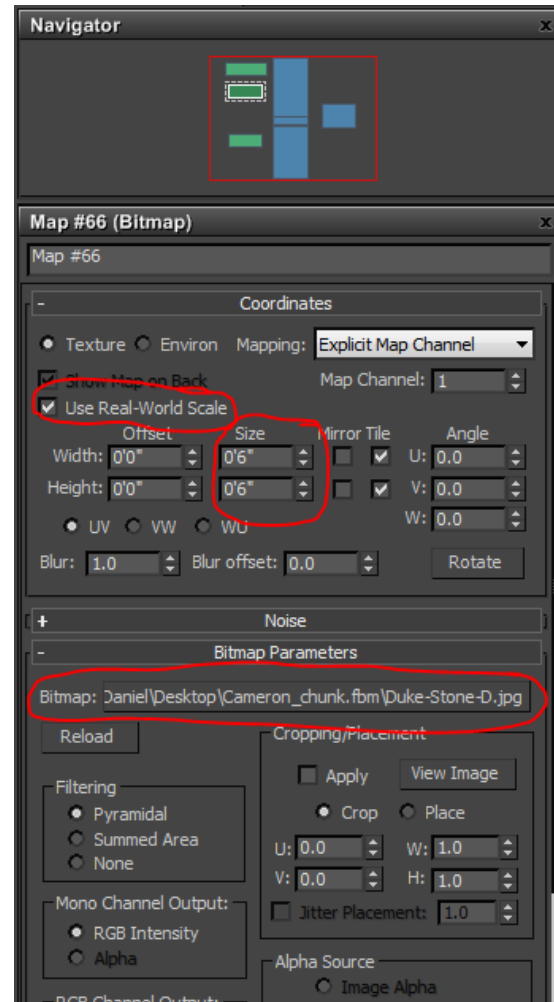 Navigator x
Map #66 (Bitmap) x
Map #66
- Coordinates
Texture Environ Mapping: Explicit Map Channel
Show Map on Back Map Channel: 1
Use Real-World Scale
Offset Size Mirror Tile Angle
Width: 0'0" 0'6" U: 0.0
Height: 0'0" 0'6" V: 0.0
UV VW WU W: 0.0
Blur: 1.0 Blur offset: 0.0 Rotate
+ Noise
- Bitmap Parameters
Bitmap: Daniel\Desktop\Cameron_chunk.fbm\Duke-Stone-D.jpg
Reload Cropping/Placement
Apply View Image
Filtering
Pyramidal Crop Place
Summed Area U: 0.0 W: 1.0
None V: 0.0 H: 1.0
Mono Channel Output: Jitter Placement: 1.0
RGB Intensity
Alpha Alpha Source
Image Alpha
RGB Channel Output: